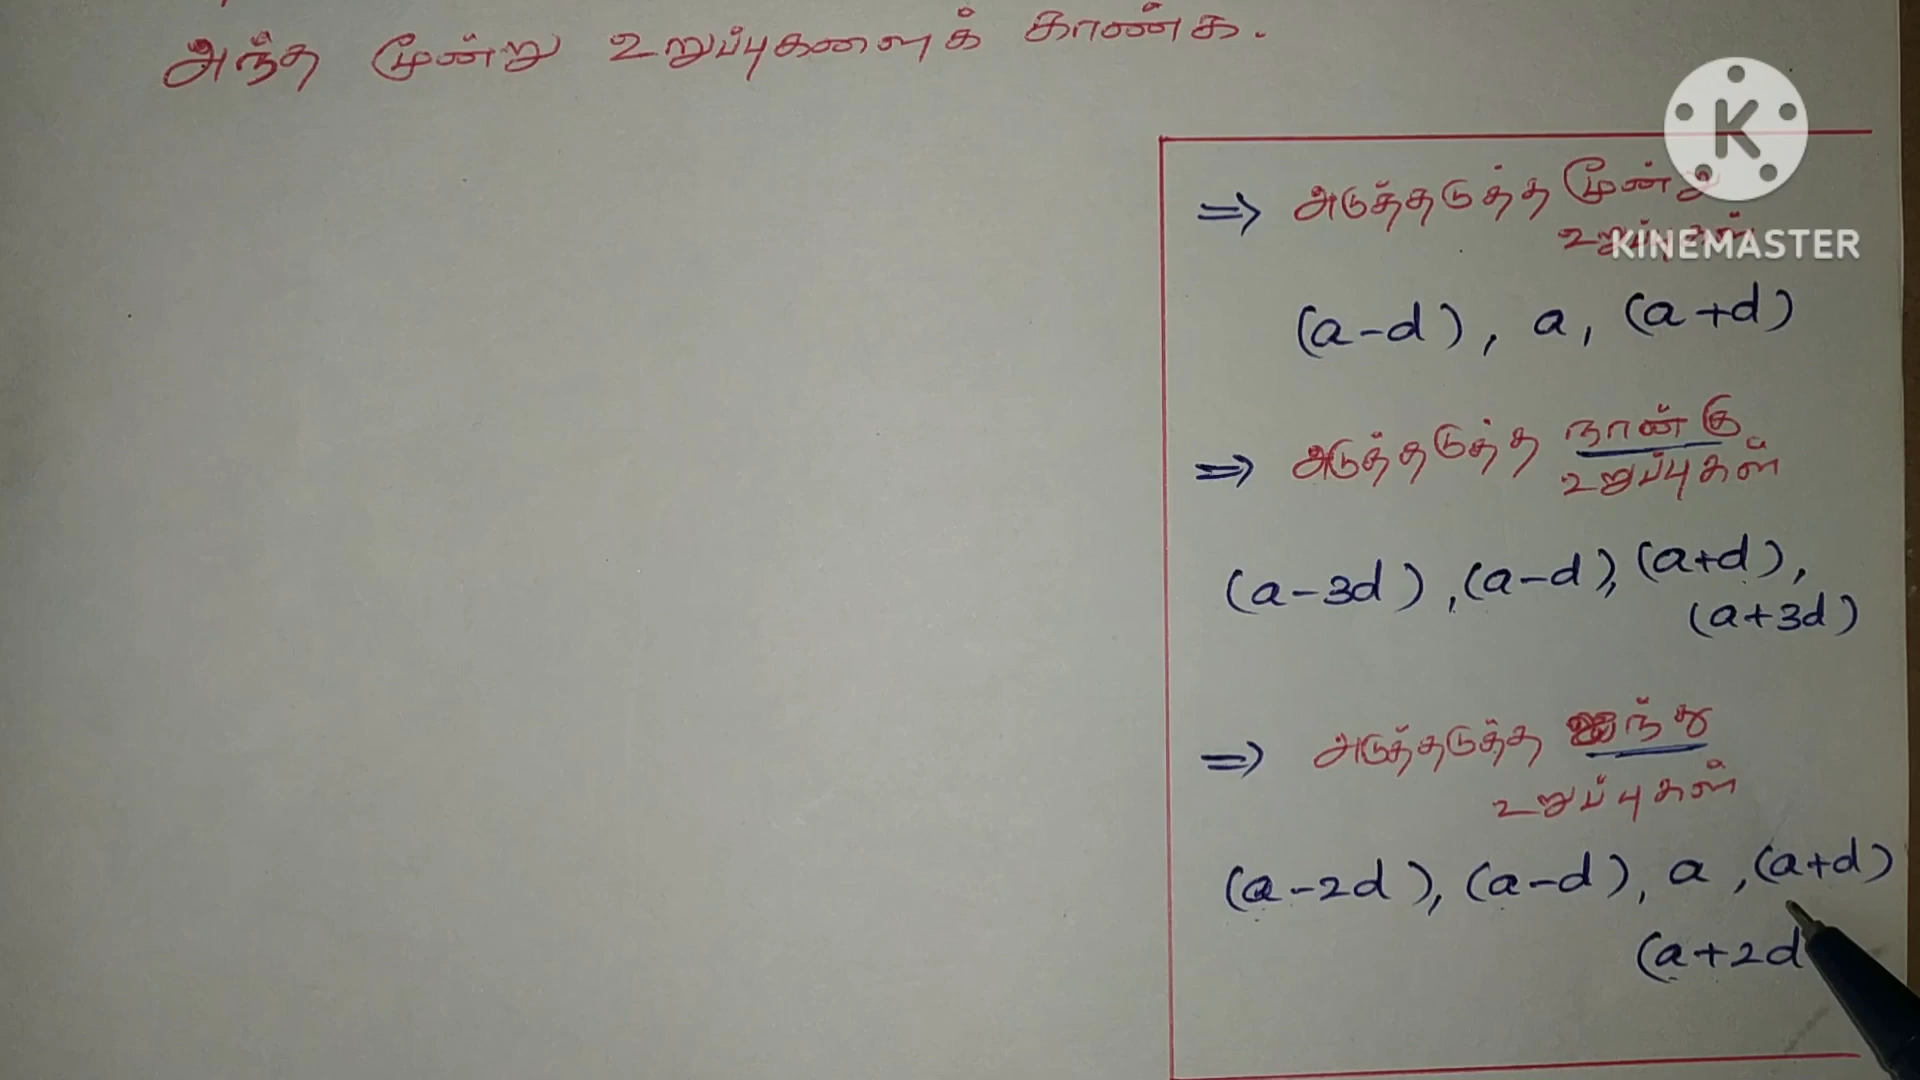 அந்த மூன்று உறுப்புகளைக் காண்க.
K
⇒ அடுத்தடுத்த மூன்று
உறுப்புகள்
KINEMASTER
(a-d), a, (a+d)
⇒ அடுத்தடுத்த நான்கு
உறுப்புகள்
(a-3d), (a-d), (a+d),
(a+3d)
⇒ அடுத்தடுத்த ஐந்து
உறுப்புகள்
(a-2d), (a-d), a, (a+d)
(a+2d